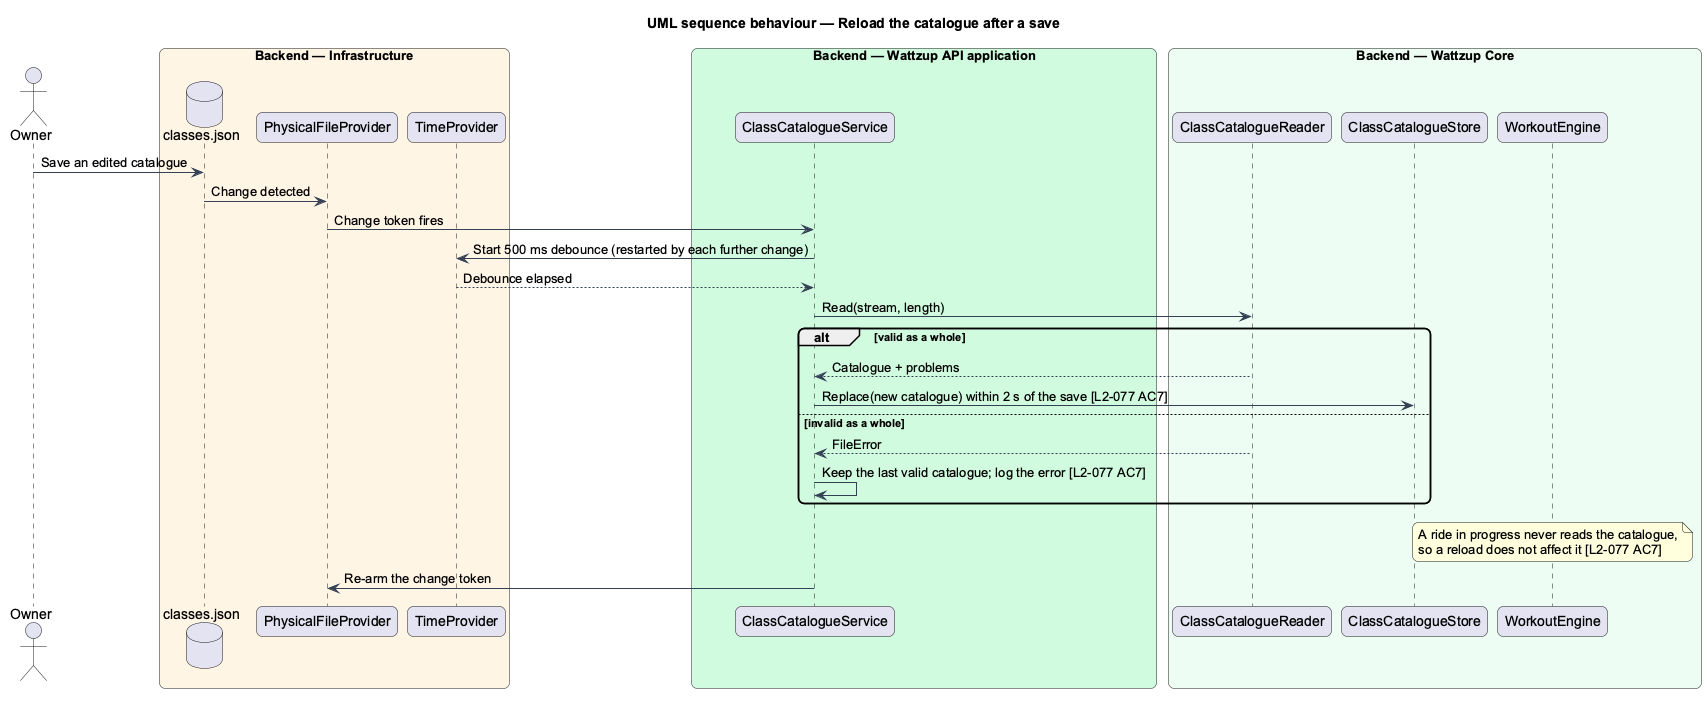 UML sequence behaviour — Reload the catalogue after a save
Backend — Infrastructure
Backend — Wattzup API application
Backend — Wattzup Core
Owner
classes.json
PhysicalFileProvider
TimeProvider
ClassCatalogueService
ClassCatalogueReader
ClassCatalogueStore
WorkoutEngine
Save an edited catalogue
Change detected
Change token fires
Start 500 ms debounce (restarted by each further change)
Debounce elapsed
Read(stream, length)
alt
[valid as a whole]
Catalogue + problems
Replace(new catalogue) within 2 s of the save [L2-077 AC7]
[invalid as a whole]
FileError
Keep the last valid catalogue; log the error [L2-077 AC7]
A ride in progress never reads the catalogue,
so a reload does not affect it [L2-077 AC7]
Re-arm the change token
Owner
classes.json
PhysicalFileProvider
TimeProvider
ClassCatalogueService
ClassCatalogueReader
ClassCatalogueStore
WorkoutEngine